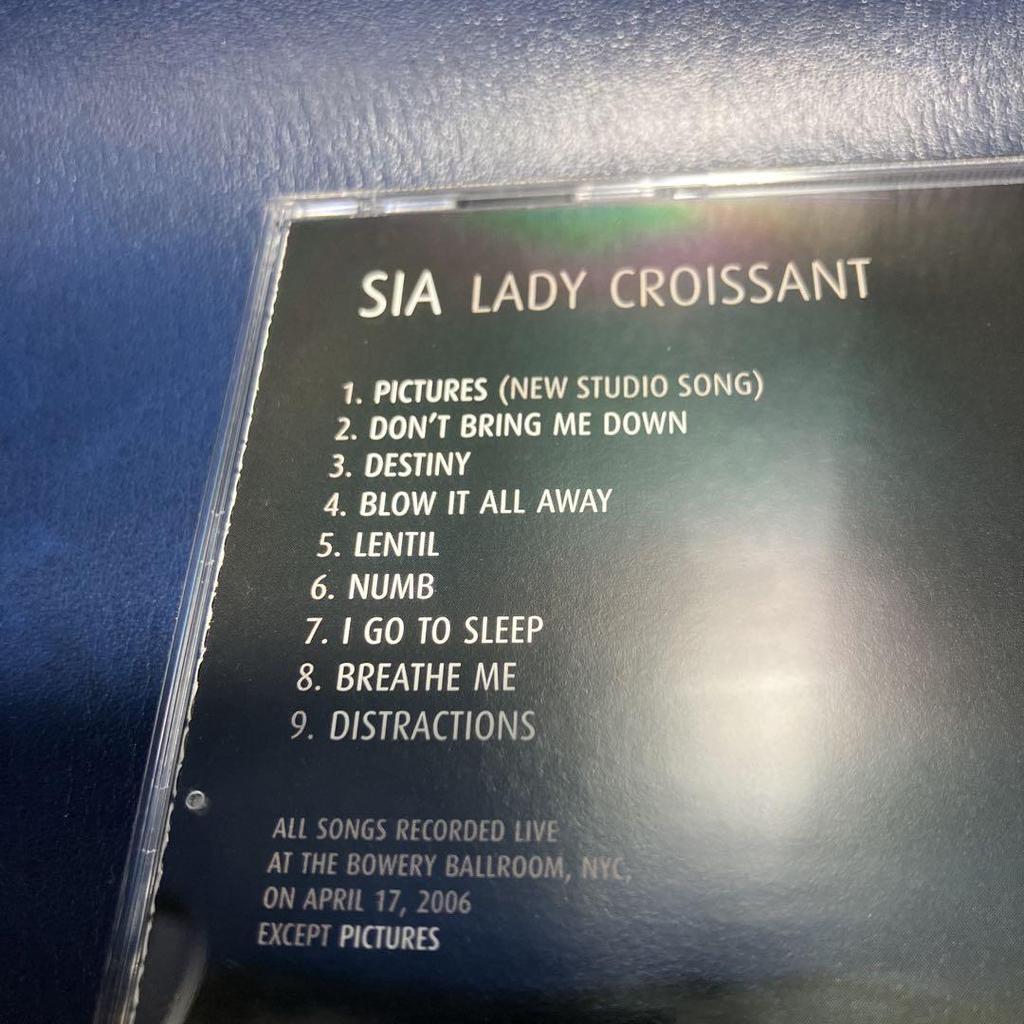 SIA LADY CROISSANT
1. PICTURES (NEW STUDIO SONG)
2. DON'T BRING ME DOWN
3. DESTINY
4. BLOW IT ALL AWAY
5. LENTIL
6. NUMB
7. I GO TO SLEEP
8. BREATHE ME
9. DISTRACTIONS
ALL SONGS RECORDED LIVE
AT THE BOWERY BALLROOM, NYC,
ON APRIL 17, 2006
EXCEPT PICTURES